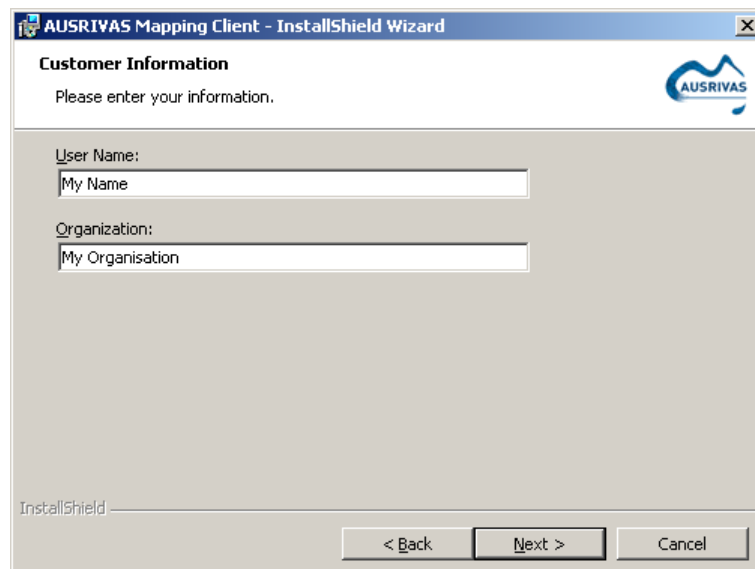 AUSRIVAS Mapping Client - InstallShield Wizard
Customer Information
Please enter your information.
AUSRIVAS
User Name:
My Name
Organization:
My Organisation
InstallShield
< Back Next > Cancel